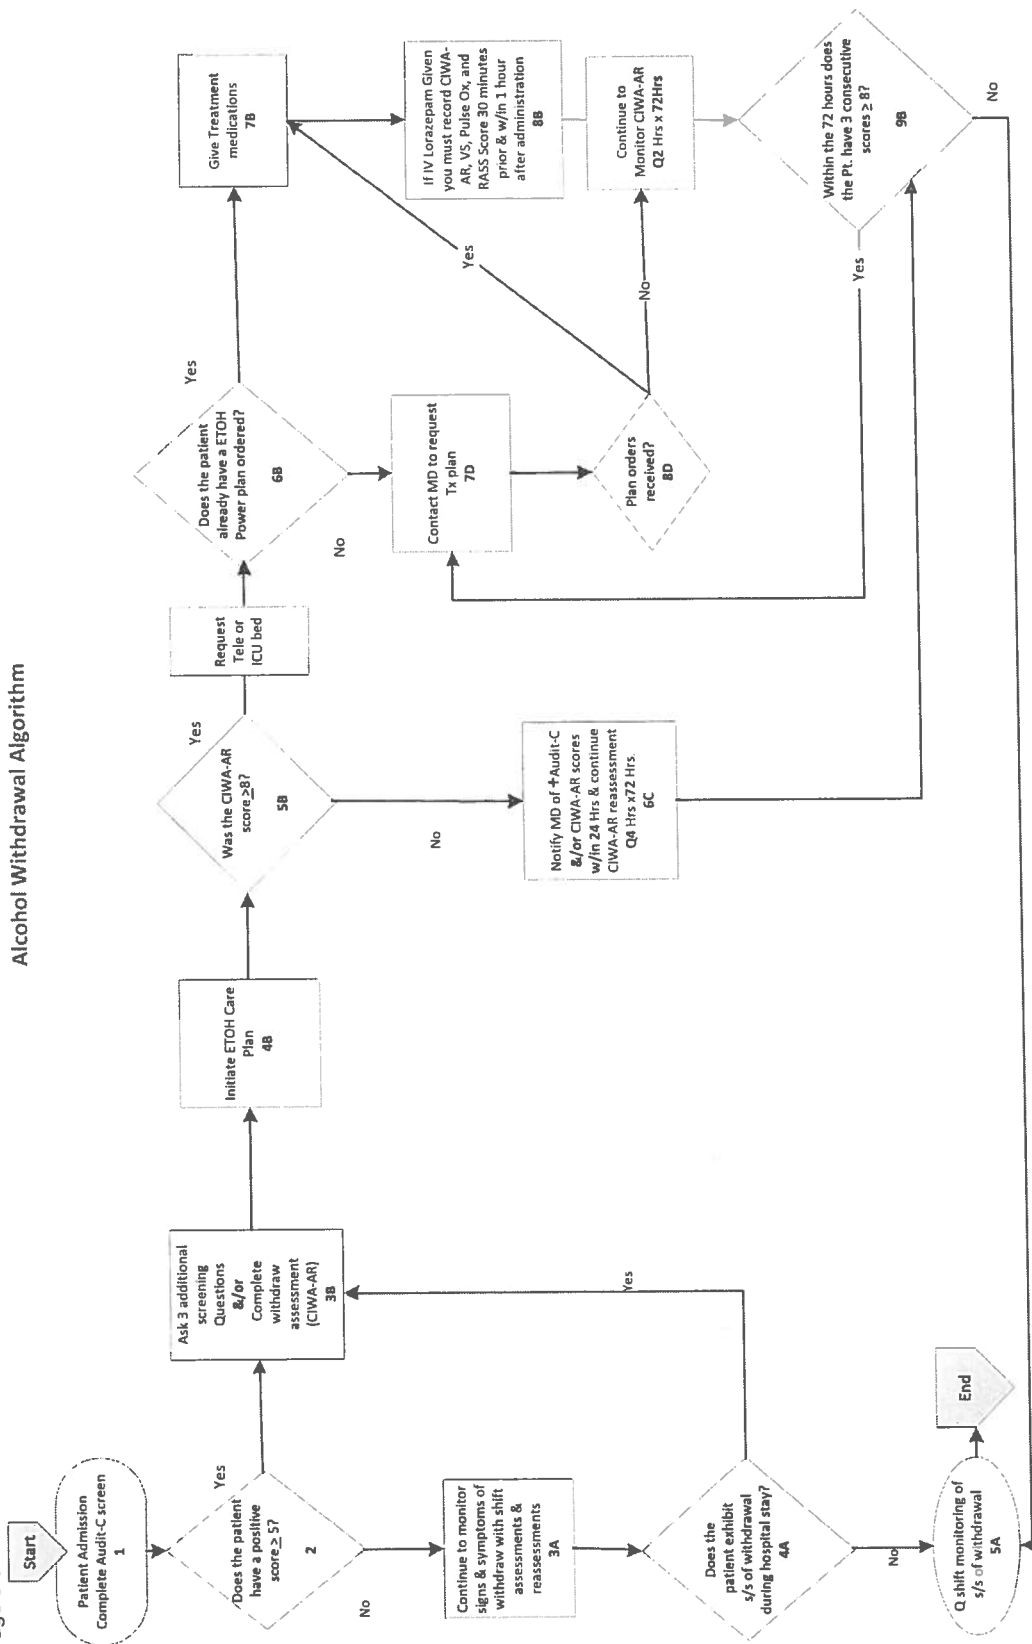 Alcohol Withdrawal Algorithm
Start
Patient Admission
Complete Audit-C screen
1
Does the patient
have a positive
score ≥ 5?
2
Yes
No
Ask 3 additional
screening
Questions
&/or
Complete
withdraw
assessment
(CIWA-AR)
3B
Continue to monitor
signs & symptoms of
withdraw with shift
assessments &
reassessments
3A
Does the
patient exhibit
s/s of withdrawal
during hospital stay?
4A
Yes
No
Q shift monitoring of
s/s of withdrawal
5A
End
Initiate ETOH Care
Plan
4B
Was the CIWA-AR
score ≥8?
5B
Yes
No
Notify MD of +Audit-C
&/or CIWA-AR scores
w/in 24 Hrs & continue
CIWA-AR reassessment
Q4 Hrs x72 Hrs.
6C
Request
Tele or
ICU bed
Does the patient
already have a ETOH
Power plan ordered?
6B
Yes
No
Contact MD to request
Tx plan
7D
Plan orders
received?
8D
Yes
No
Give Treatment
medications
7B
If IV Lorazepam Given
you must record CIWA-
AR, VS, Pulse Ox, and
RASS Score 30 minutes
prior & w/in 1 hour
after administration
8B
Continue to
Monitor CIWA-AR
Q2 Hrs x 72Hrs
Within the 72 hours does
the Pt. have 3 consecutive
scores ≥ 8?
9B
Yes
No